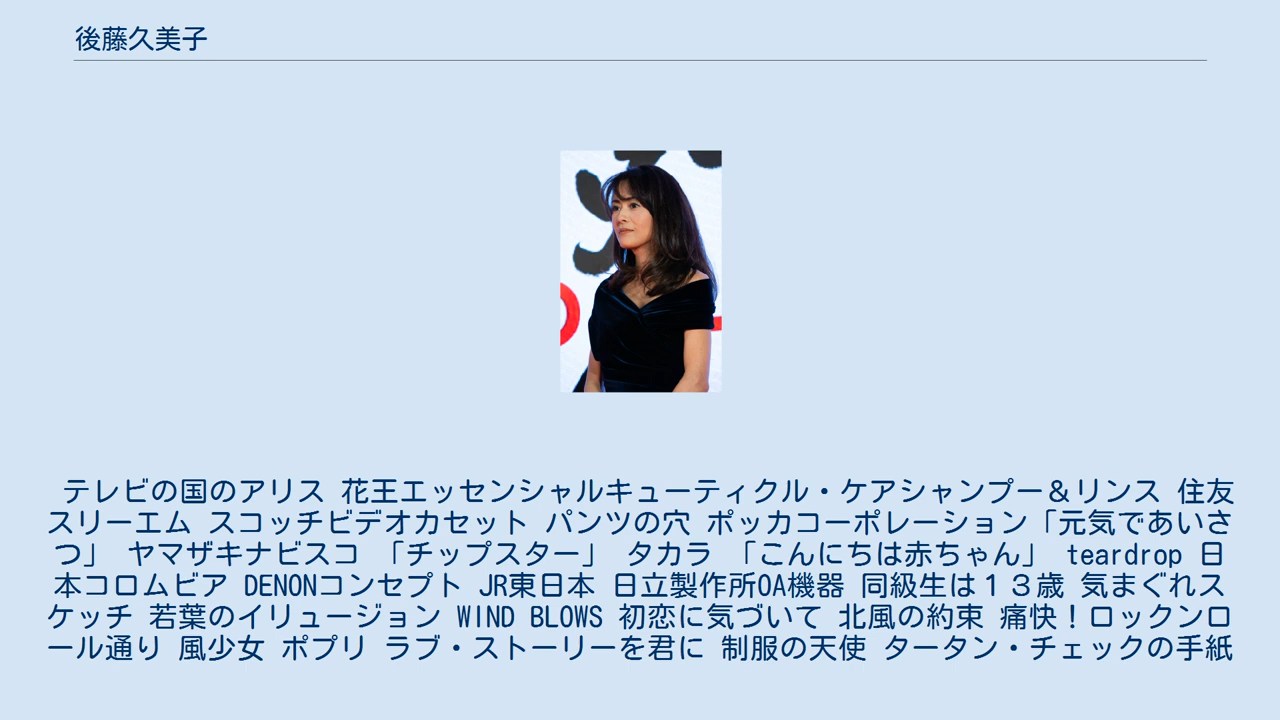 後藤久美子
テレビの国のアリス 花王エッセンシャルキューティクル・ケアシャンプー＆リンス 住友
スリーエム スコッチビデオカセット パンツの穴 ポッカコーポレーション「元気であいさ
つ」 ヤマザキナビスコ 「チップスター」 タカラ 「こんにちは赤ちゃん」 teardrop 日
本コロムビア DENONコンセプト JR東日本 日立製作所OA機器 同級生は１３歳 気まぐれス
ケッチ 若葉のイリュージョン WIND BLOWS 初恋に気づいて 北風の約束 痛快！ロックンロ
ール通り 風少女 ポプリ ラブ・ストーリーを君に 制服の天使 タータン・チェックの手紙